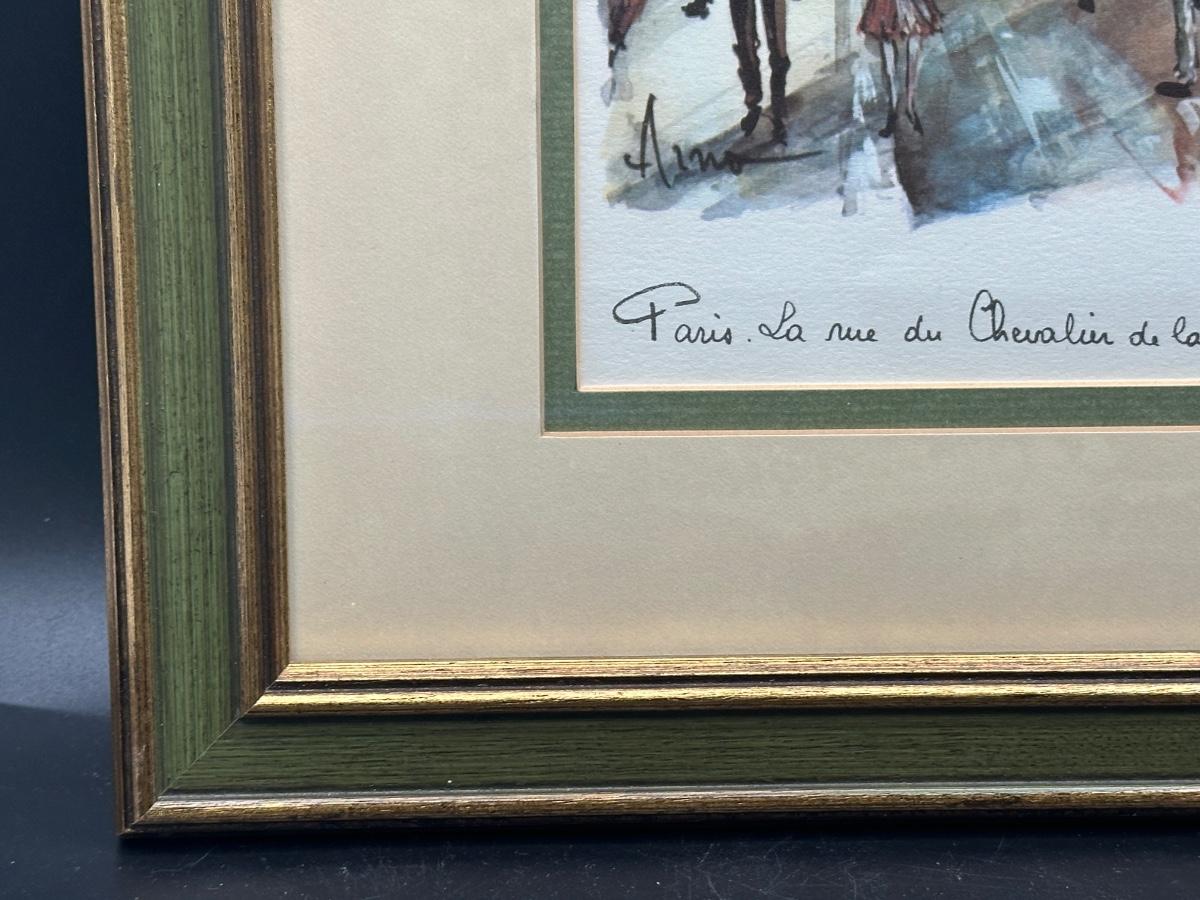 Arno
Paris. La rue du Chevalier de la